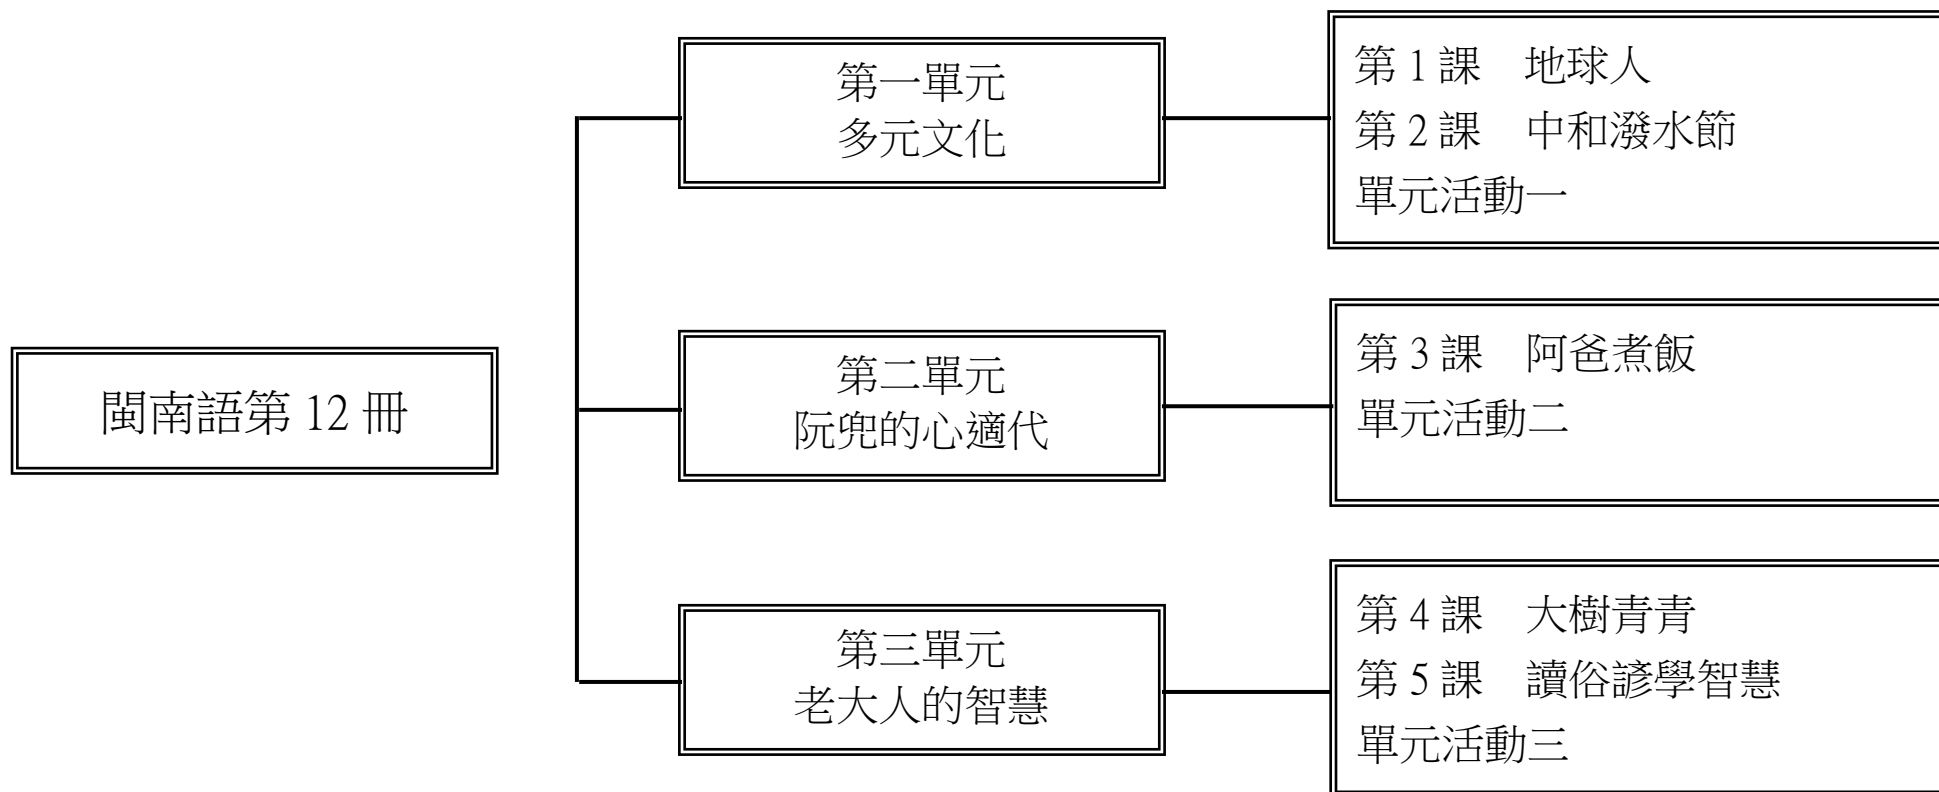 閩南語第 12 冊
第一單元
多元文化
第 1 課　地球人
第 2 課　中和潑水節
單元活動一
第二單元
阮兜的心適代
第 3 課　阿爸煮飯
單元活動二
第三單元
老大人的智慧
第 4 課　大樹青青
第 5 課　讀俗諺學智慧
單元活動三